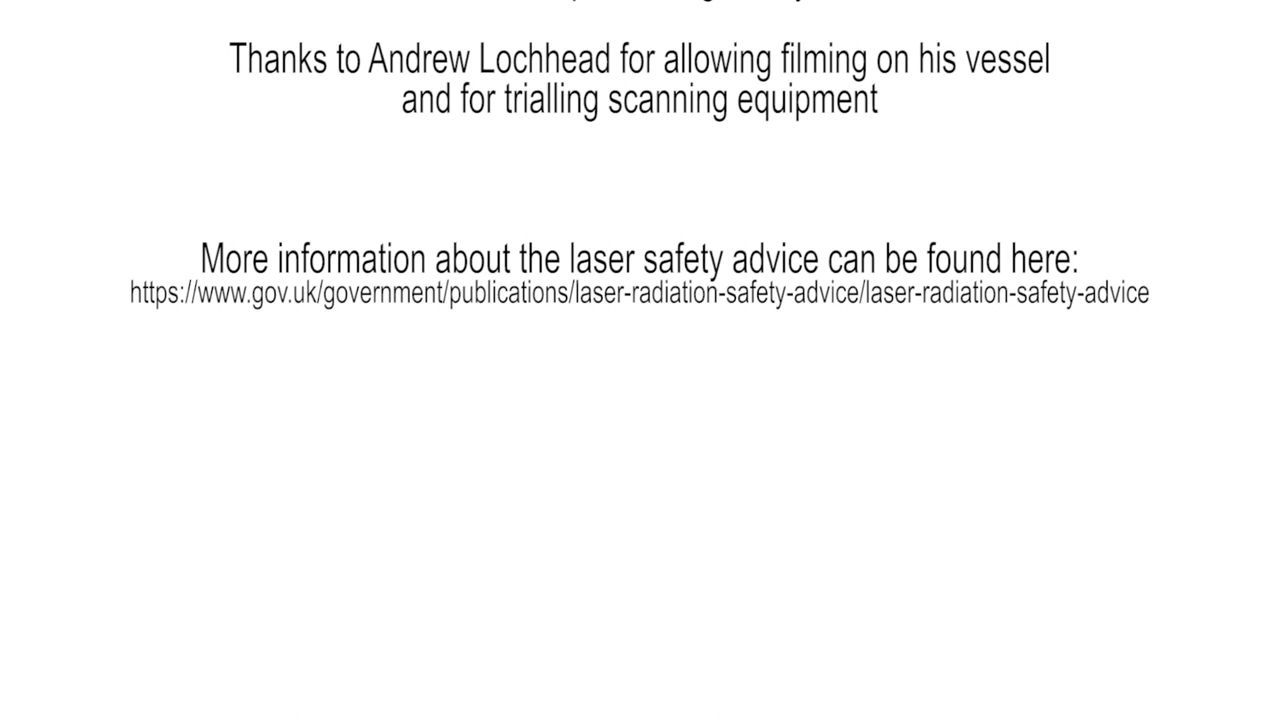 Thanks to Andrew Lochhead for allowing filming on his vessel
and for trialling scanning equipment
More information about the laser safety advice can be found here:
https://www.gov.uk/government/publications/laser-radiation-safety-advice/laser-radiation-safety-advice